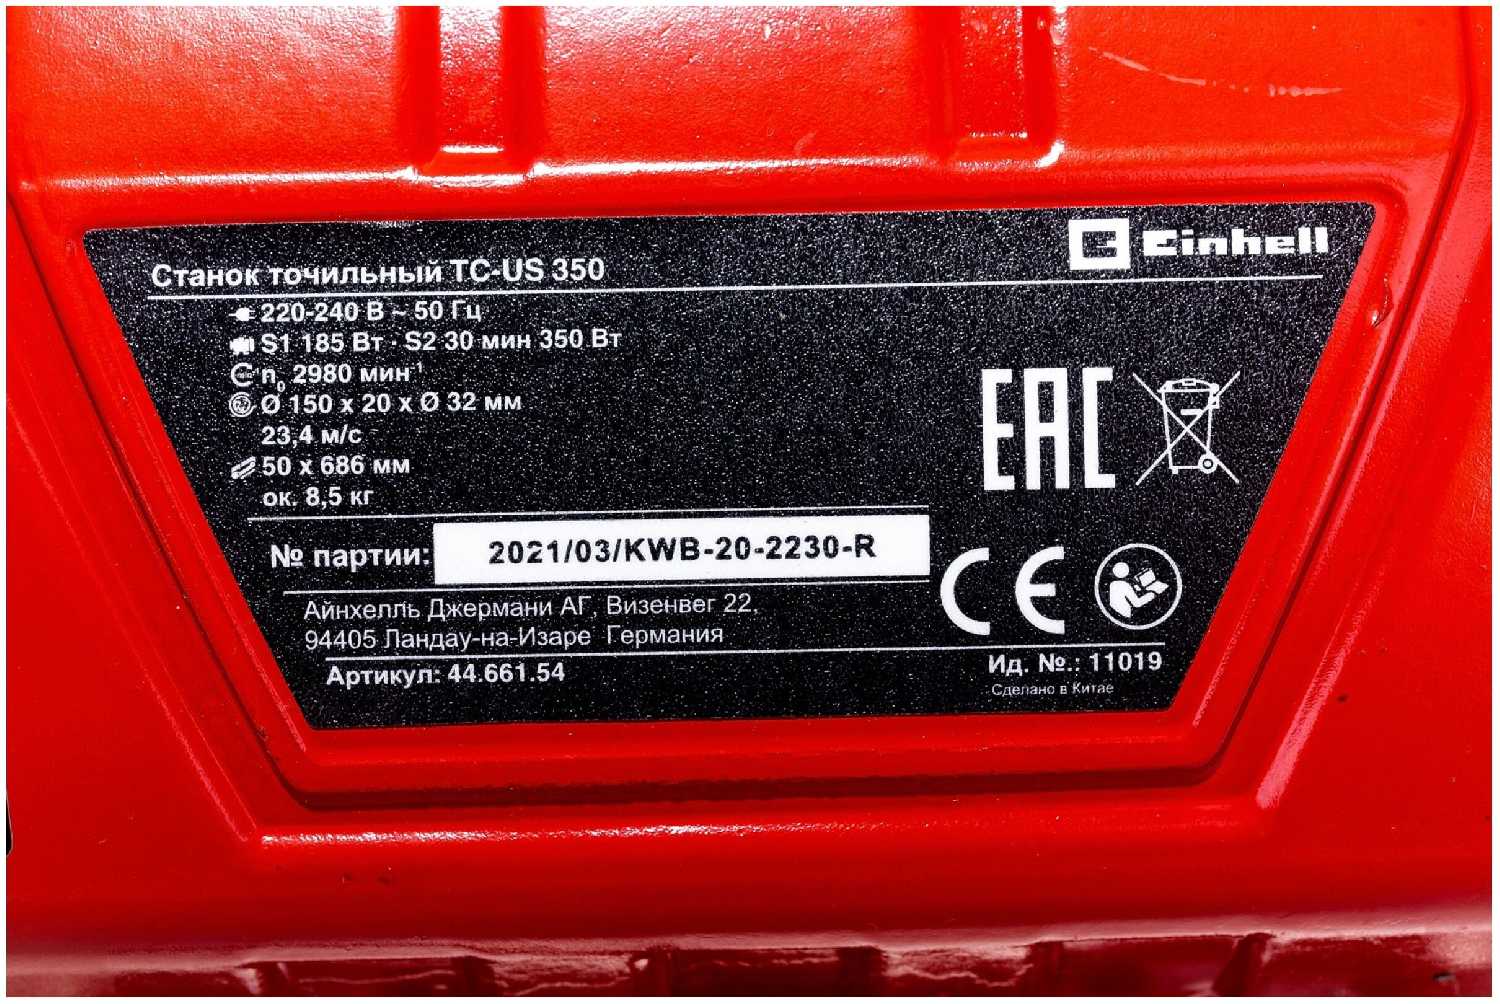 Einhell
Станок точильный TC-US 350
220-240 В ~ 50 Гц
S1 185 Вт · S2 30 мин 350 Вт
n₀ 2980 мин⁻¹
Ø 150 x 20 x Ø 32 мм
23,4 м/с
50 x 686 мм
ок. 8,5 кг
EAC
№ партии: 2021/03/KWB-20-2230-R
CE
Айнхелль Джермани АГ, Визенвег 22,
94405 Ландау-на-Изаре Германия
Артикул: 44.661.54
Ид. №.: 11019
Сделано в Китае